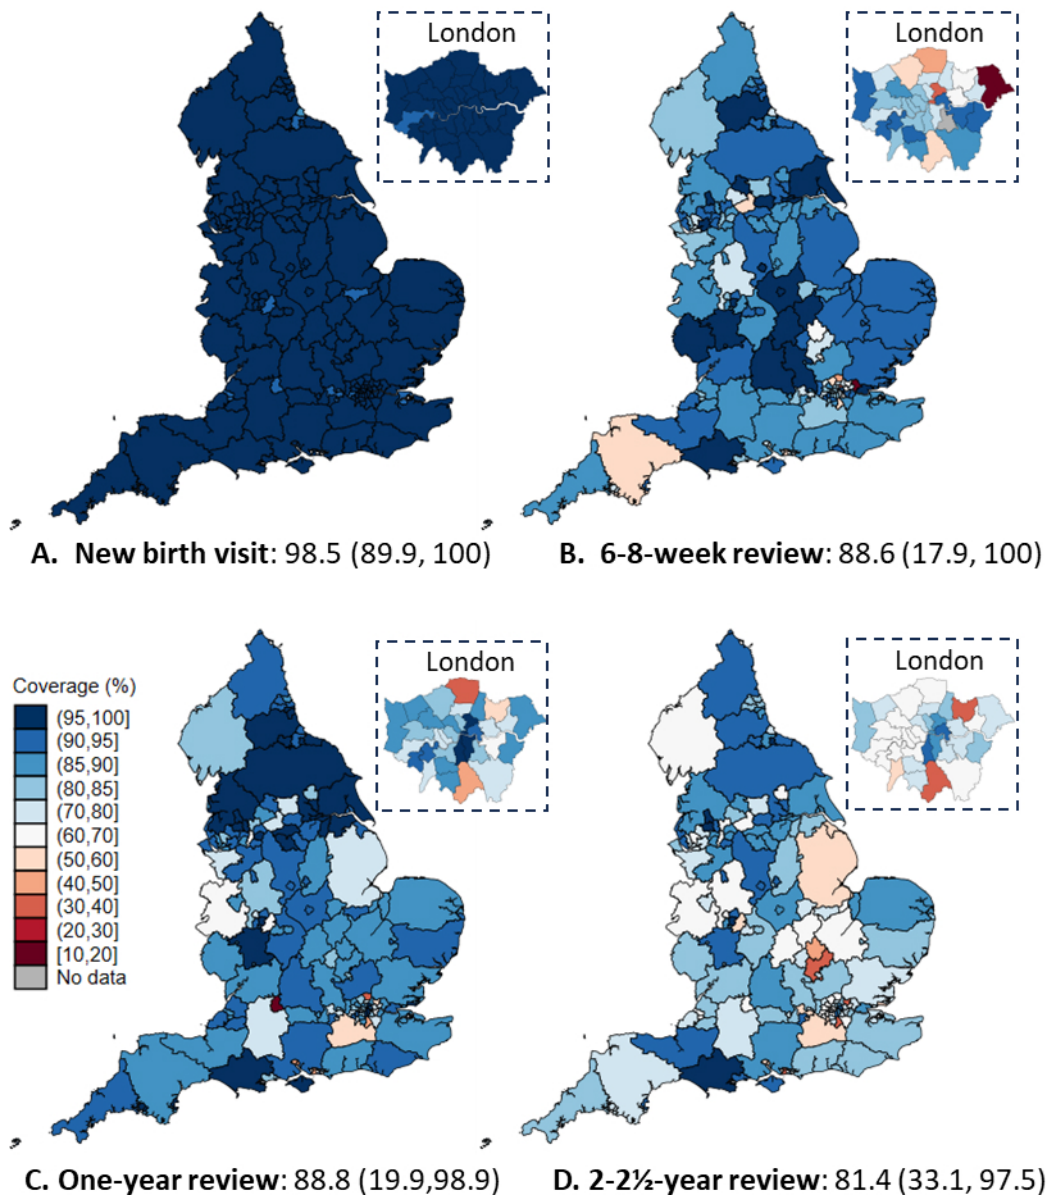 London
London
A. New birth visit: 98.5 (89.9, 100)
B. 6-8-week review: 88.6 (17.9, 100)
London
London
Coverage (%)
(95,100]
(90,95]
(85,90]
(80,85]
(70,80]
(60,70]
(50,60]
(40,50]
(30,40]
(20,30]
[10,20]
No data
C. One-year review: 88.8 (19.9,98.9)
D. 2-2½-year review: 81.4 (33.1, 97.5)